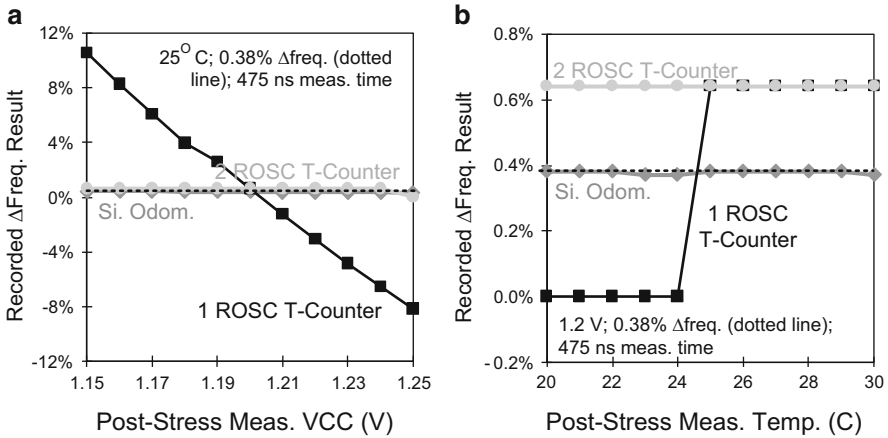 a
12%
8%
4%
0%
-4%
-8%
-12%
Recorded ΔFreq. Result
25O C; 0.38% Δfreq. (dotted
line); 475 ns meas. time
2 ROSC T-Counter
Si. Odom.
1 ROSC T-Counter
1.15 1.17 1.19 1.21 1.23 1.25
Post-Stress Meas. VCC (V)
b
0.8%
0.6%
0.4%
0.2%
0.0%
-0.2%
Recorded ΔFreq. Result
2 ROSC T-Counter
Si. Odom.
1 ROSC
T-Counter
1.2 V; 0.38% Δfreq. (dotted line);
475 ns meas. time
20 22 24 26 28 30
Post-Stress Meas. Temp. (C)